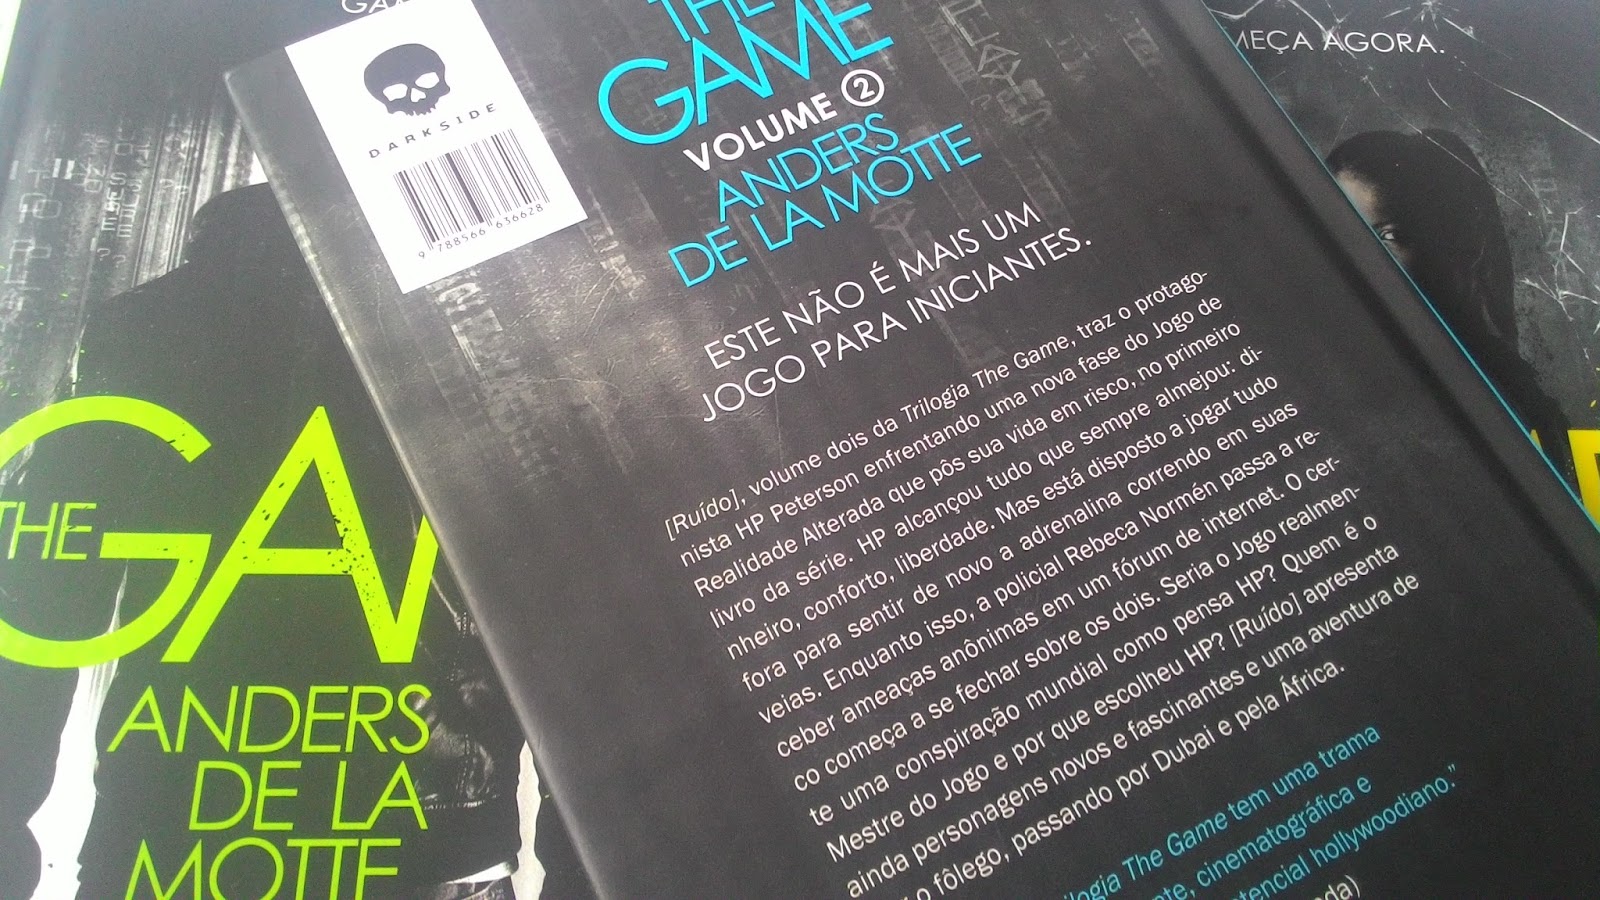 THE
GAME
VOLUME 2
ANDERS
DE LA MOTTE
DARKSIDE
9 788566 636628
ESTE NÃO É MAIS UM
JOGO PARA INICIANTES.
[Ruído], volume dois da Trilogia The Game, traz o protago-
nista HP Peterson enfrentando uma nova fase do Jogo de
Realidade Alterada que pôs sua vida em risco, no primeiro
livro da série. HP alcançou tudo que sempre almejou: di-
nheiro, conforto, liberdade. Mas está disposto a jogar tudo
fora para sentir de novo a adrenalina correndo em suas
veias. Enquanto isso, a policial Rebeca Normén passa a re-
ceber ameaças anônimas em um fórum de internet. O cer-
co começa a se fechar sobre os dois. Seria o Jogo realmen-
te uma conspiração mundial como pensa HP? Quem é o
Mestre do Jogo e por que escolheu HP? [Ruído] apresenta
ainda personagens novos e fascinantes e uma aventura de
o fôlego, passando por Dubai e pela África.
The Game tem uma trama
cinematográfica e
hollywoodiano."
THE
GA
ANDERS
DE LA
MOTTE
AGORA.